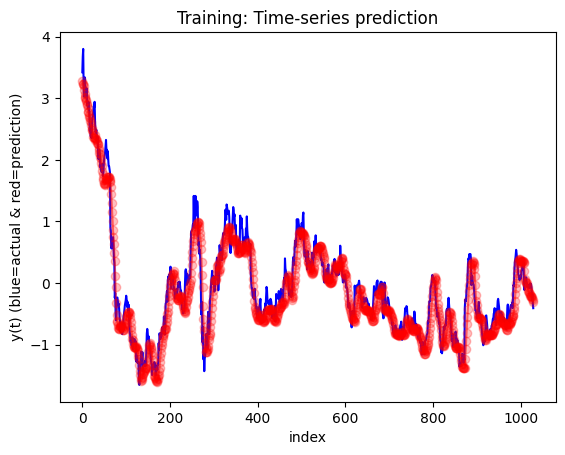 Training: Time-series prediction
y(t) (blue=actual & red=prediction)
4
3
2
1
0
−1
0 200 400 600 800 1000
index